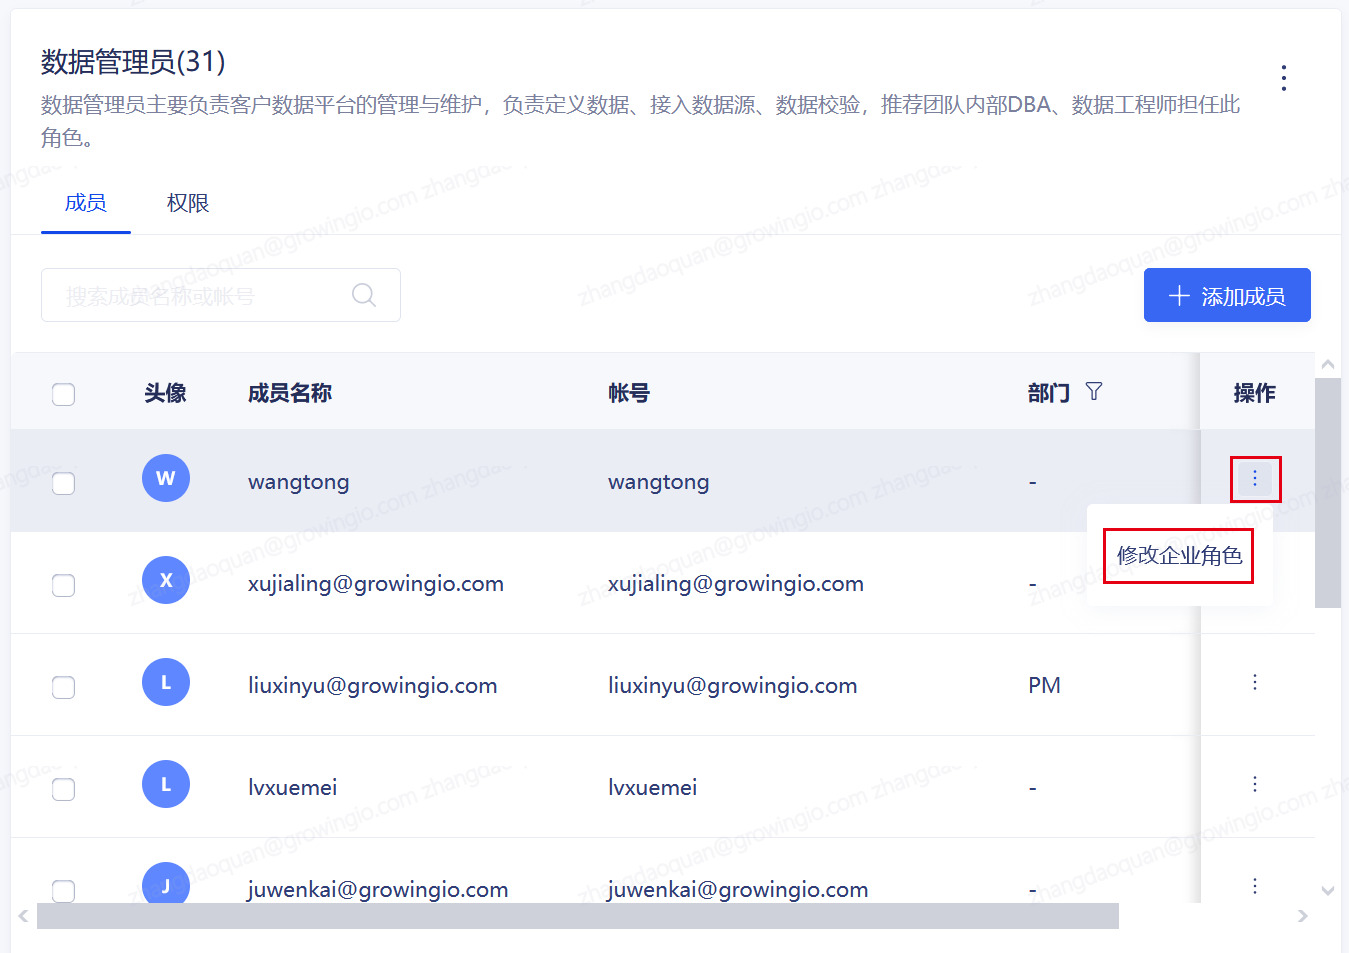 数据管理员(31)
数据管理员主要负责客户数据平台的管理与维护，负责定义数据、接入数据源、数据校验，推荐团队内部DBA、数据工程师担任此
角色。
成员 权限
搜索成员名称或帐号
添加成员
头像 成员名称 帐号 部门 操作
W wangtong wangtong -
修改企业角色
X xujialing@growingio.com xujialing@growingio.com -
L liuxinyu@growingio.com liuxinyu@growingio.com PM
L lvxuemei lvxuemei -
J juwenkai@growingio.com juwenkai@growingio.com -
zhangdaoquan@growingio.com zhangdaoquan@growingio.com